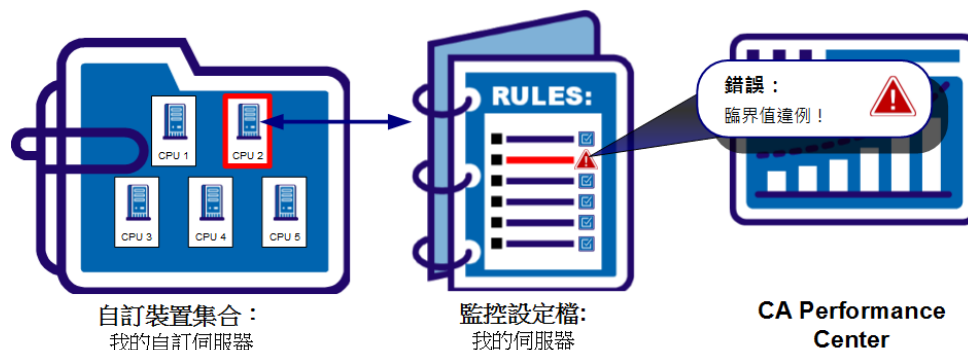 CPU 1
CPU 2
CPU 3
CPU 4
CPU 5
自訂裝置集合：
我的自訂伺服器
RULES:
監控設定檔:
我的伺服器
錯誤：
臨界值違例！
CA Performance
Center